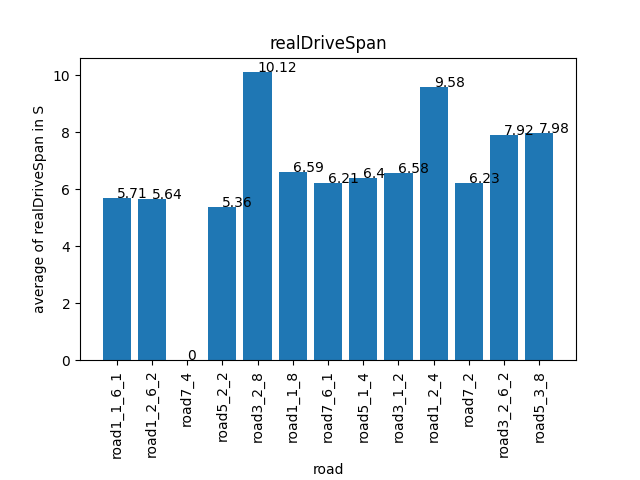 realDriveSpan
average of realDriveSpan in S
10
8
6
4
2
0
5.71
5.64
0
5.36
10.12
6.59
6.21
6.4
6.58
9.58
6.23
7.92
7.98
road1_1_6_1
road1_2_6_2
road7_4
road5_2_2
road3_2_8
road1_1_8
road7_6_1
road5_1_4
road3_1_2
road1_2_4
road7_2
road3_2_6_2
road5_3_8
road